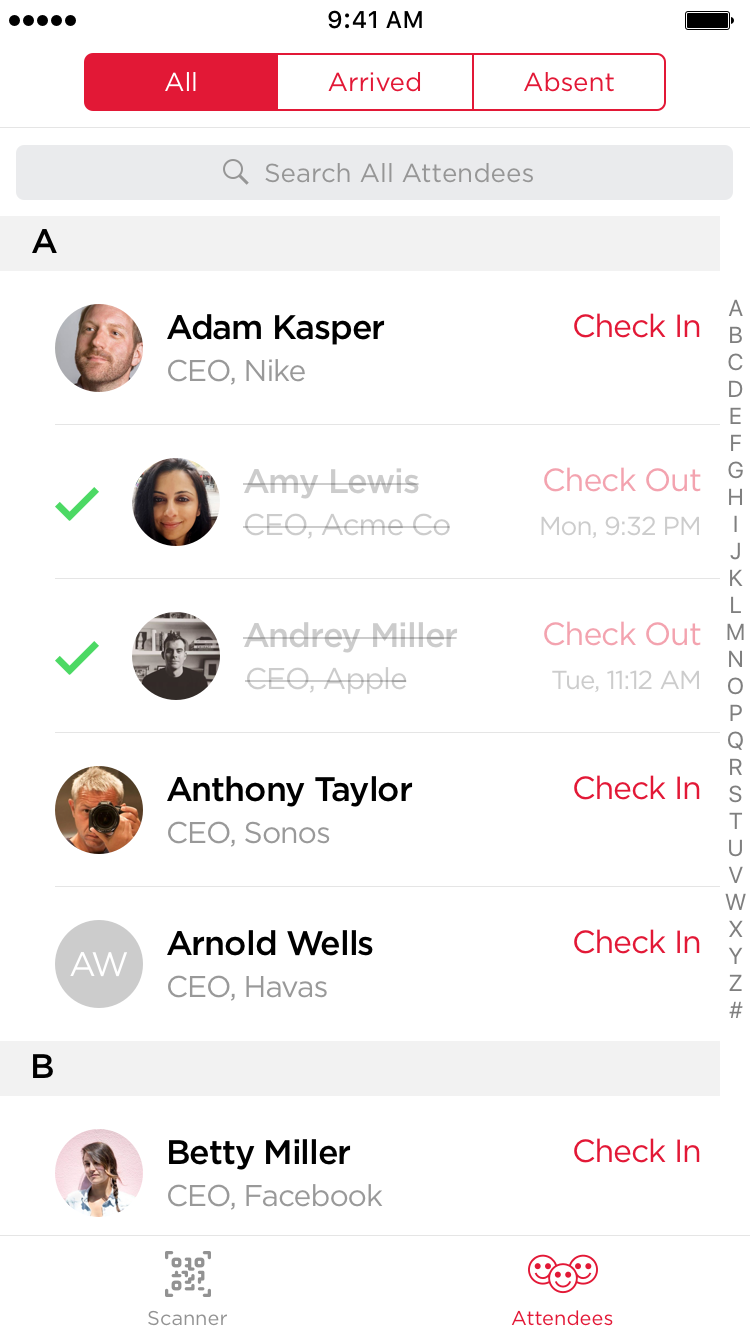 9:41 AM
All Arrived Absent
Search All Attendees
A
Adam Kasper Check In
CEO, Nike
Amy Lewis Check Out
CEO, Acme Co Mon, 9:32 PM
Andrey Miller Check Out
CEO, Apple Tue, 11:12 AM
Anthony Taylor Check In
CEO, Sonos
AW Arnold Wells Check In
CEO, Havas
B
Betty Miller Check In
CEO, Facebook
A
B
C
D
E
F
G
H
I
J
K
L
M
N
O
P
Q
R
S
T
U
V
W
X
Y
Z
#
Scanner Attendees